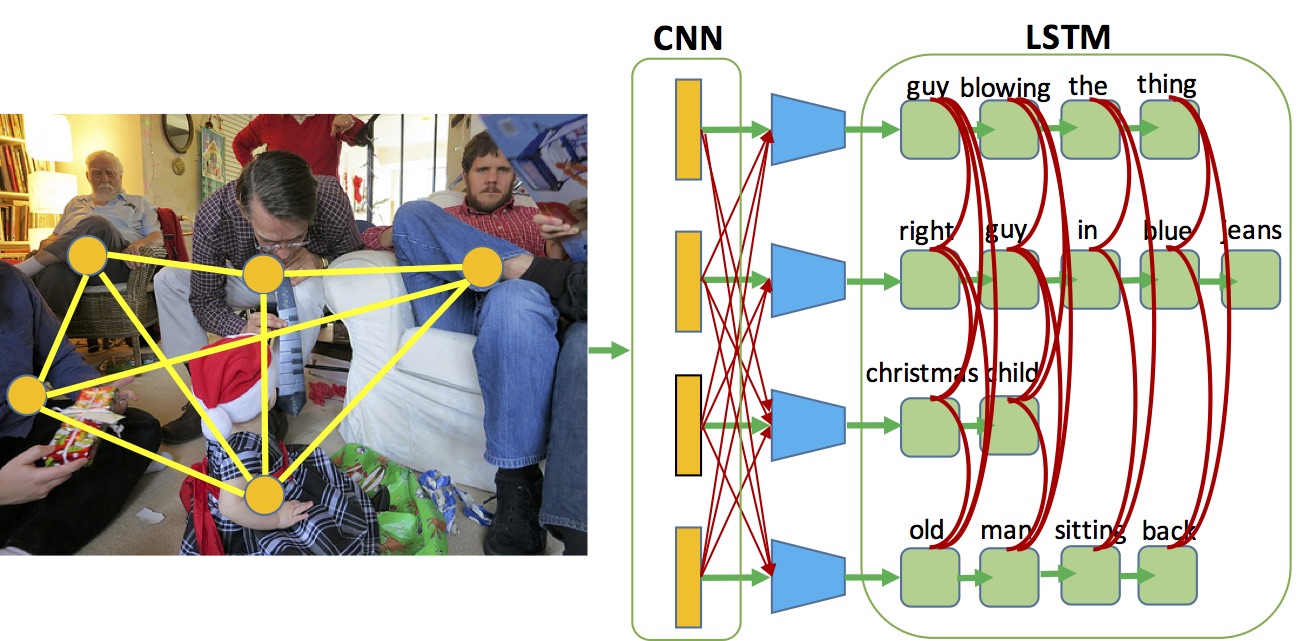 CNN
LSTM
guy blowing the thing
right guy in blue jeans
christmas child
old man sitting back